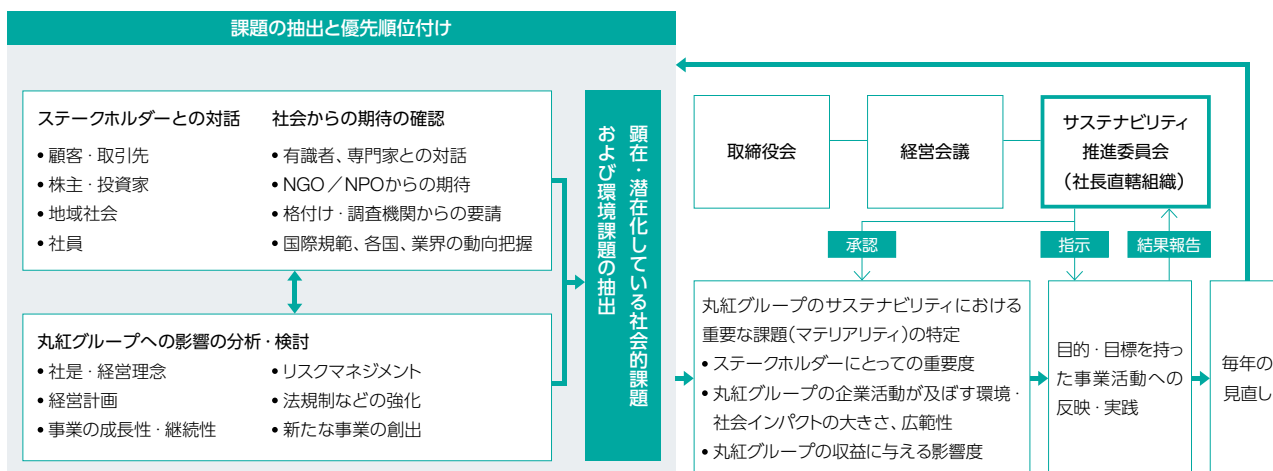 課題の抽出と優先順位付け
ステークホルダーとの対話
• 顧客・取引先
• 株主・投資家
• 地域社会
• 社員
社会からの期待の確認
• 有識者、専門家との対話
• NGO／NPOからの期待
• 格付け・調査機関からの要請
• 国際規範、各国、業界の動向把握
丸紅グループへの影響の分析・検討
• 社是・経営理念
• 経営計画
• 事業の成長性・継続性
• リスクマネジメント
• 法規制などの強化
• 新たな事業の創出
顕在・潜在化している社会的課題
および環境課題の抽出
取締役会
経営会議
サステナビリティ
推進委員会
（社長直轄組織）
承認
指示
結果報告
丸紅グループのサステナビリティにおける
重要な課題（マテリアリティ）の特定
• ステークホルダーにとっての重要度
• 丸紅グループの企業活動が及ぼす環境・
社会インパクトの大きさ、広範性
• 丸紅グループの収益に与える影響度
目的・目標を持っ
た事業活動への
反映・実践
毎年の
見直し